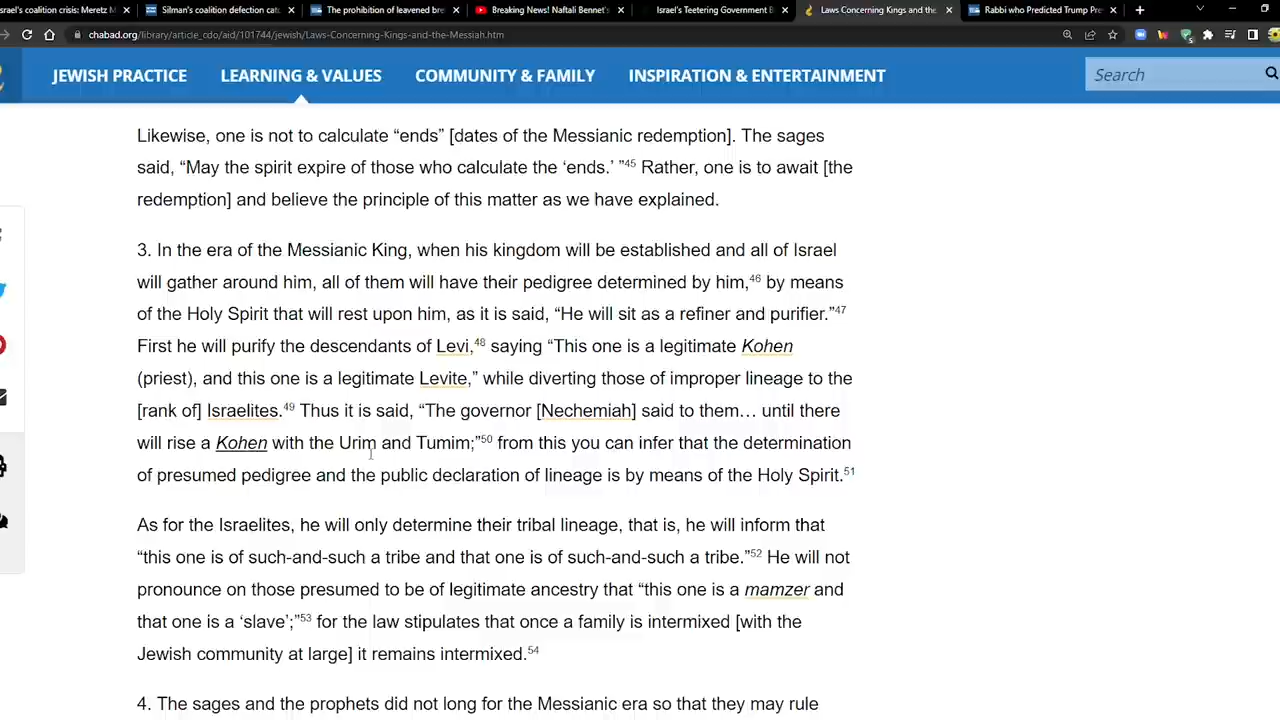 srael's coalition crisis: Meretz M
Silman's coalition defection catc
The prohibition of leavened bre
Breaking News! Naftali Bennet's
Israel's Teetering Government B
Laws Concerning Kings and the
Rabbi who Predicted Trump Pre
chabad.org/library/article_cdo/aid/101744/jewish/Laws-Concerning-Kings-and-the-Messiah.htm
JEWISH PRACTICE LEARNING & VALUES COMMUNITY & FAMILY INSPIRATION & ENTERTAINMENT Search
Likewise, one is not to calculate “ends” [dates of the Messianic redemption]. The sages
said, “May the spirit expire of those who calculate the ‘ends.’ ”45 Rather, one is to await [the
redemption] and believe the principle of this matter as we have explained.
3. In the era of the Messianic King, when his kingdom will be established and all of Israel
will gather around him, all of them will have their pedigree determined by him,46 by means
of the Holy Spirit that will rest upon him, as it is said, “He will sit as a refiner and purifier.”47
First he will purify the descendants of Levi,48 saying “This one is a legitimate Kohen
(priest), and this one is a legitimate Levite,” while diverting those of improper lineage to the
[rank of] Israelites.49 Thus it is said, “The governor [Nechemiah] said to them… until there
will rise a Kohen with the Urim and Tumim;”50 from this you can infer that the determination
of presumed pedigree and the public declaration of lineage is by means of the Holy Spirit.51
As for the Israelites, he will only determine their tribal lineage, that is, he will inform that
“this one is of such-and-such a tribe and that one is of such-and-such a tribe.”52 He will not
pronounce on those presumed to be of legitimate ancestry that “this one is a mamzer and
that one is a ‘slave’;”53 for the law stipulates that once a family is intermixed [with the
Jewish community at large] it remains intermixed.54
4. The sages and the prophets did not long for the Messianic era so that they may rule